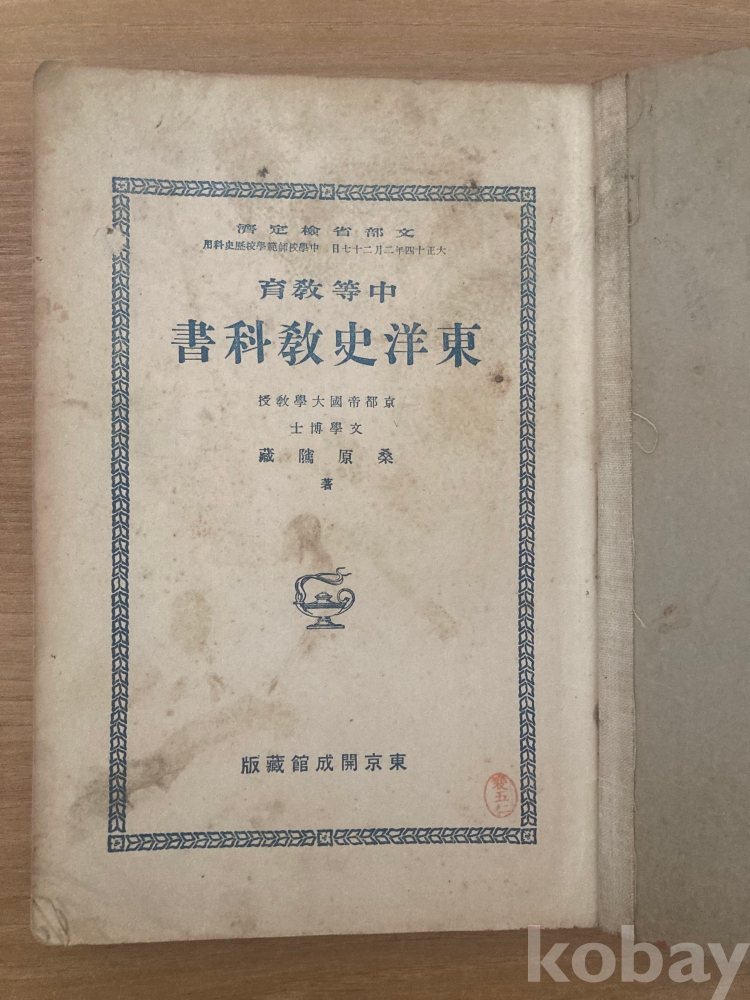 文部省檢定濟
大正十四年二月二十七日 中學校師範學校歷史科用
中等教育
東洋史教科書
京都帝國大學教授
文學博士
桑原隲藏
著
東京開成館藏版
kobay